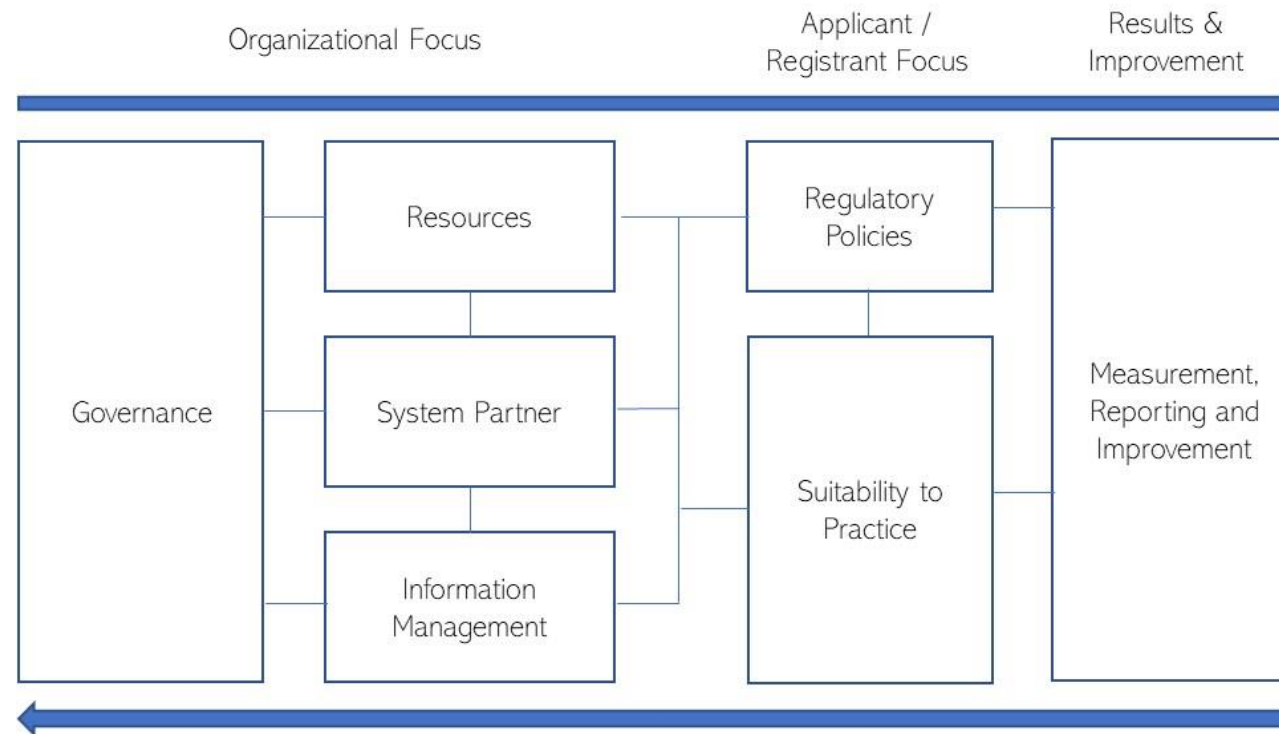 Organizational Focus
Applicant /
Registrant Focus
Results &
Improvement
Governance
Resources
System Partner
Information
Management
Regulatory
Policies
Suitability to
Practice
Measurement,
Reporting and
Improvement